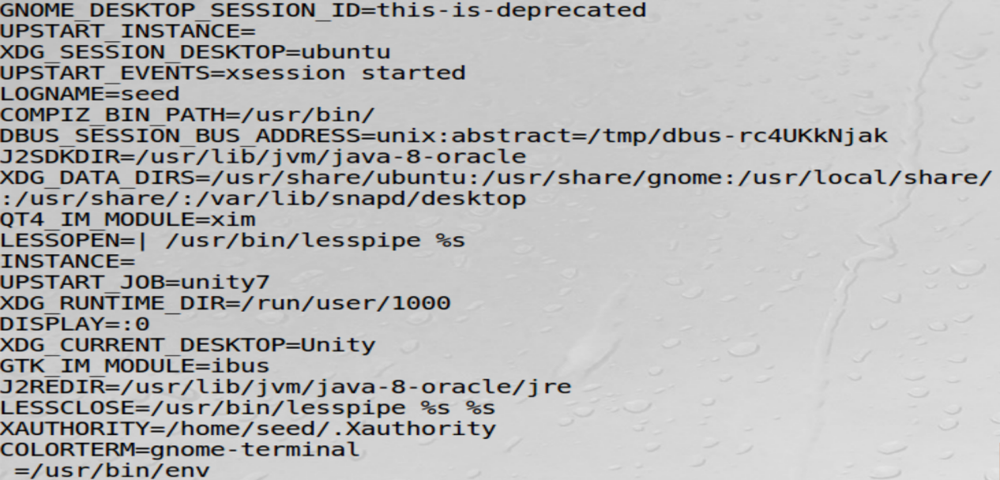 GNOME_DESKTOP_SESSION_ID=this-is-deprecated
UPSTART_INSTANCE=
XDG_SESSION_DESKTOP=ubuntu
UPSTART_EVENTS=xsession started
LOGNAME=seed
COMPIZ_BIN_PATH=/usr/bin/
DBUS_SESSION_BUS_ADDRESS=unix:abstract=/tmp/dbus-rc4UKkNjak
J2SDKDIR=/usr/lib/jvm/java-8-oracle
XDG_DATA_DIRS=/usr/share/ubuntu:/usr/share/gnome:/usr/local/share/
:/usr/share/:/var/lib/snapd/desktop
QT4_IM_MODULE=xim
LESSOPEN=| /usr/bin/lesspipe %s
INSTANCE=
UPSTART_JOB=unity7
XDG_RUNTIME_DIR=/run/user/1000
DISPLAY=:0
XDG_CURRENT_DESKTOP=Unity
GTK_IM_MODULE=ibus
J2REDIR=/usr/lib/jvm/java-8-oracle/jre
LESSCLOSE=/usr/bin/lesspipe %s %s
XAUTHORITY=/home/seed/.Xauthority
COLORTERM=gnome-terminal
 =/usr/bin/env